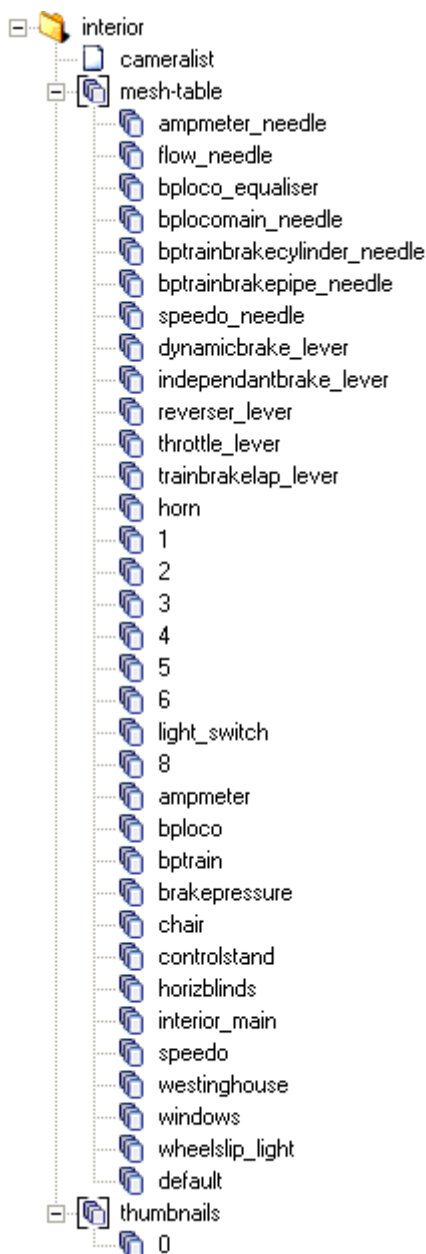 interior
cameralist
mesh-table
ampmeter_needle
flow_needle
bploco_equaliser
bplocomain_needle
bptrainbrakecylinder_needle
bptrainbrakepipe_needle
speedo_needle
dynamicbrake_lever
independantbrake_lever
reverser_lever
throttle_lever
trainbrakelap_lever
horn
1
2
3
4
5
6
light_switch
8
ampmeter
bploco
bptrain
brakepressure
chair
controlstand
horizblinds
interior_main
speedo
westinghouse
windows
wheelslip_light
default
thumbnails
0